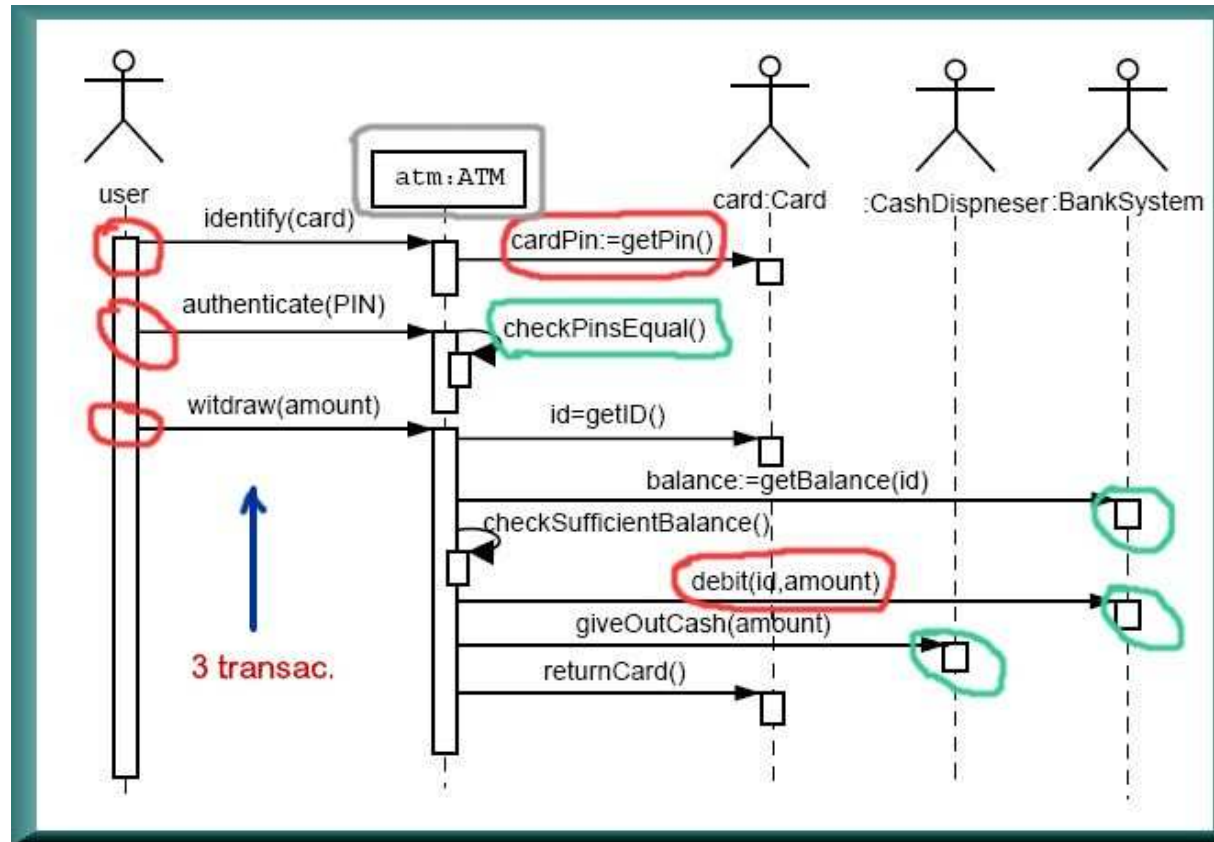 user
atm:ATM
card:Card
:CashDispneser
:BankSystem
identify(card)
cardPin:=getPin()
authenticate(PIN)
checkPinsEqual()
witdraw(amount)
id=getID()
balance:=getBalance(id)
checkSufficientBalance()
debit(id,amount)
giveOutCash(amount)
3 transac.
returnCard()